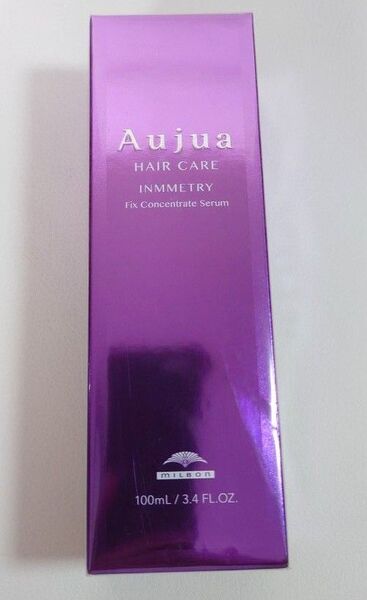 Aujua
HAIR CARE
INMMETRY
Fix Concentrate Serum
MILBON
100mL / 3.4 FL.OZ.